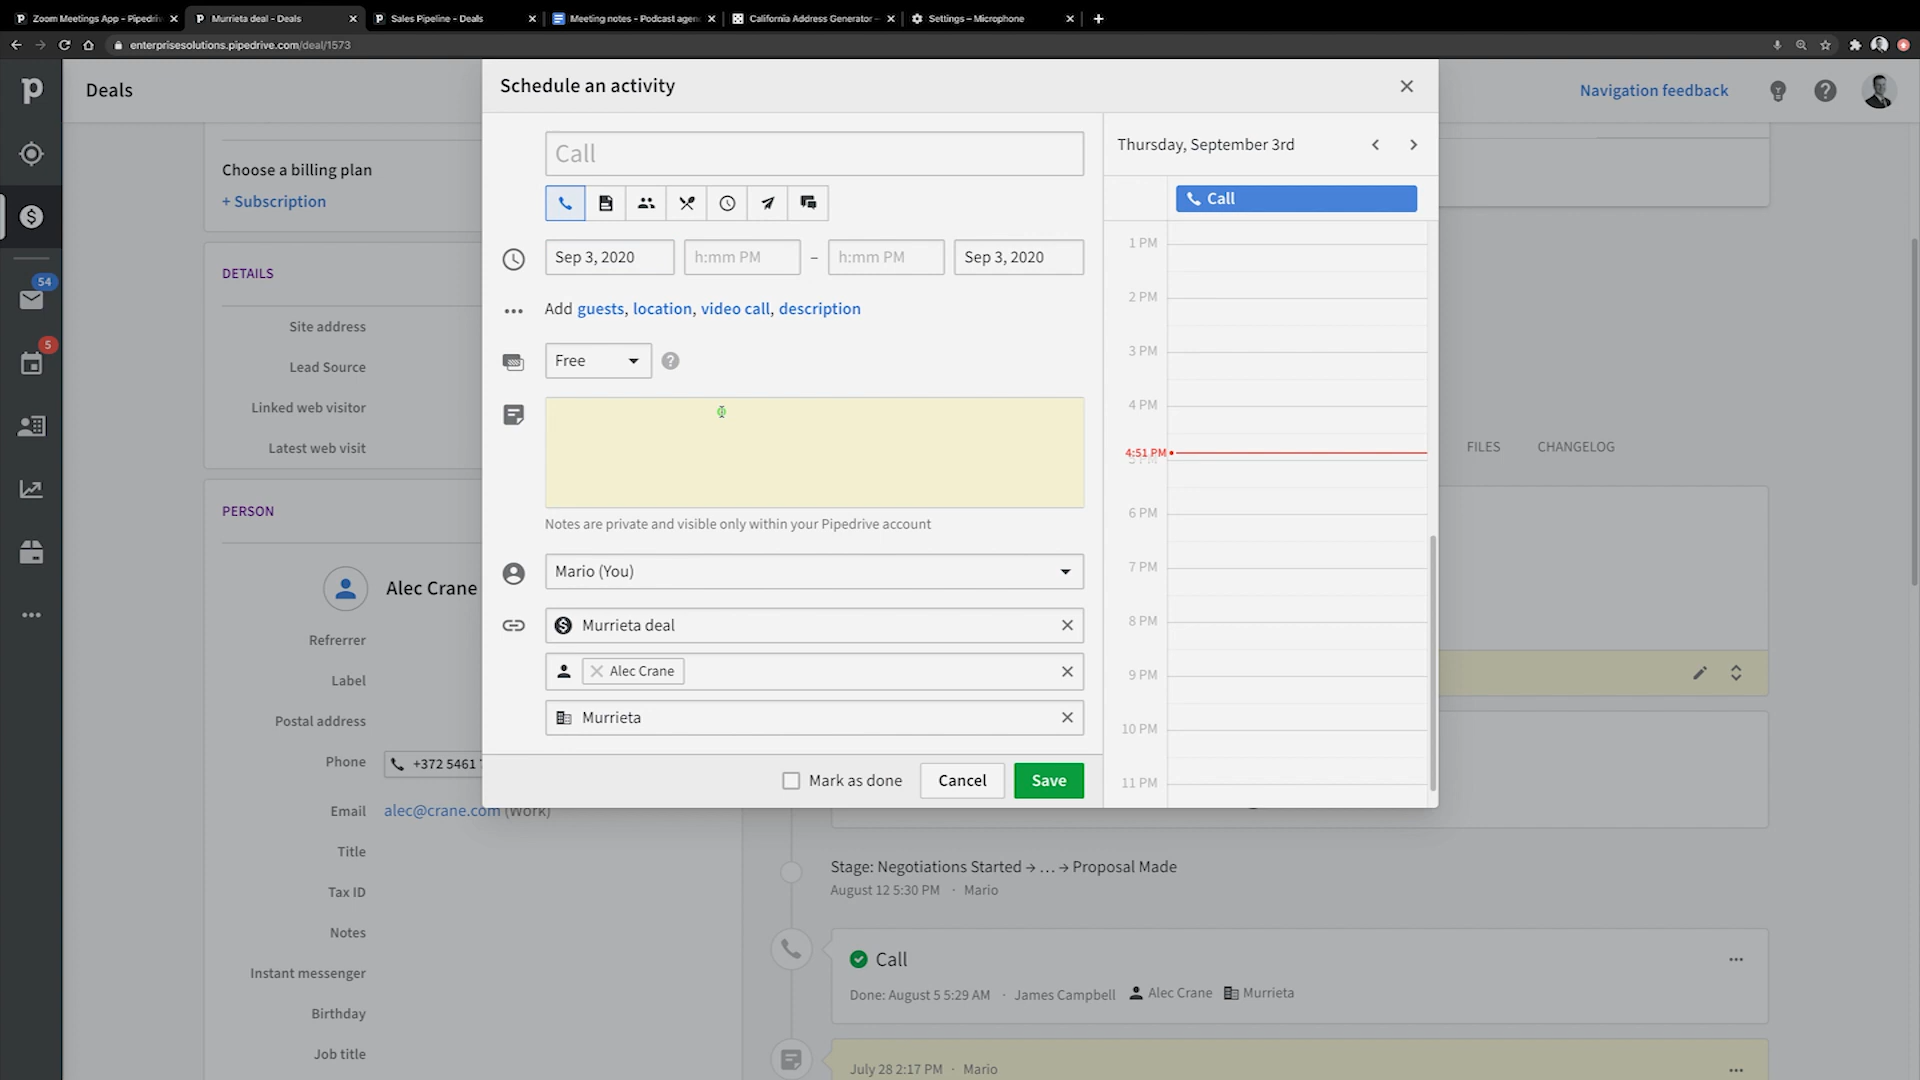 Zoom Meetings App - Pipedriv
Murrieta deal - Deals
Sales Pipeline - Deals
Meeting notes - Podcast agen
California Address Generator –
Settings – Microphone
enterprisesolutions.pipedrive.com/deal/1573
Deals
Navigation feedback
Choose a billing plan
+ Subscription
DETAILS
Site address
Lead Source
Linked web visitor
Latest web visit
54
5
PERSON
Alec Crane
Refrerrer
Label
Postal address
Phone
+372 5461
Email
alec@crane.com (Work)
Title
Tax ID
Notes
Instant messenger
Birthday
Job title
Schedule an activity
Call
Sep 3, 2020
h:mm PM
–
h:mm PM
Sep 3, 2020
Add guests, location, video call, description
Free
Notes are private and visible only within your Pipedrive account
Mario (You)
Murrieta deal
Alec Crane
Murrieta
Mark as done
Cancel
Save
Thursday, September 3rd
Call
1 PM
2 PM
3 PM
4 PM
4:51 PM
6 PM
7 PM
8 PM
9 PM
10 PM
11 PM
FILES
CHANGELOG
Stage: Negotiations Started → … → Proposal Made
August 12 5:30 PM · Mario
Call
Done: August 5 5:29 AM · James Campbell Alec Crane Murrieta
July 28 2:17 PM · Mario